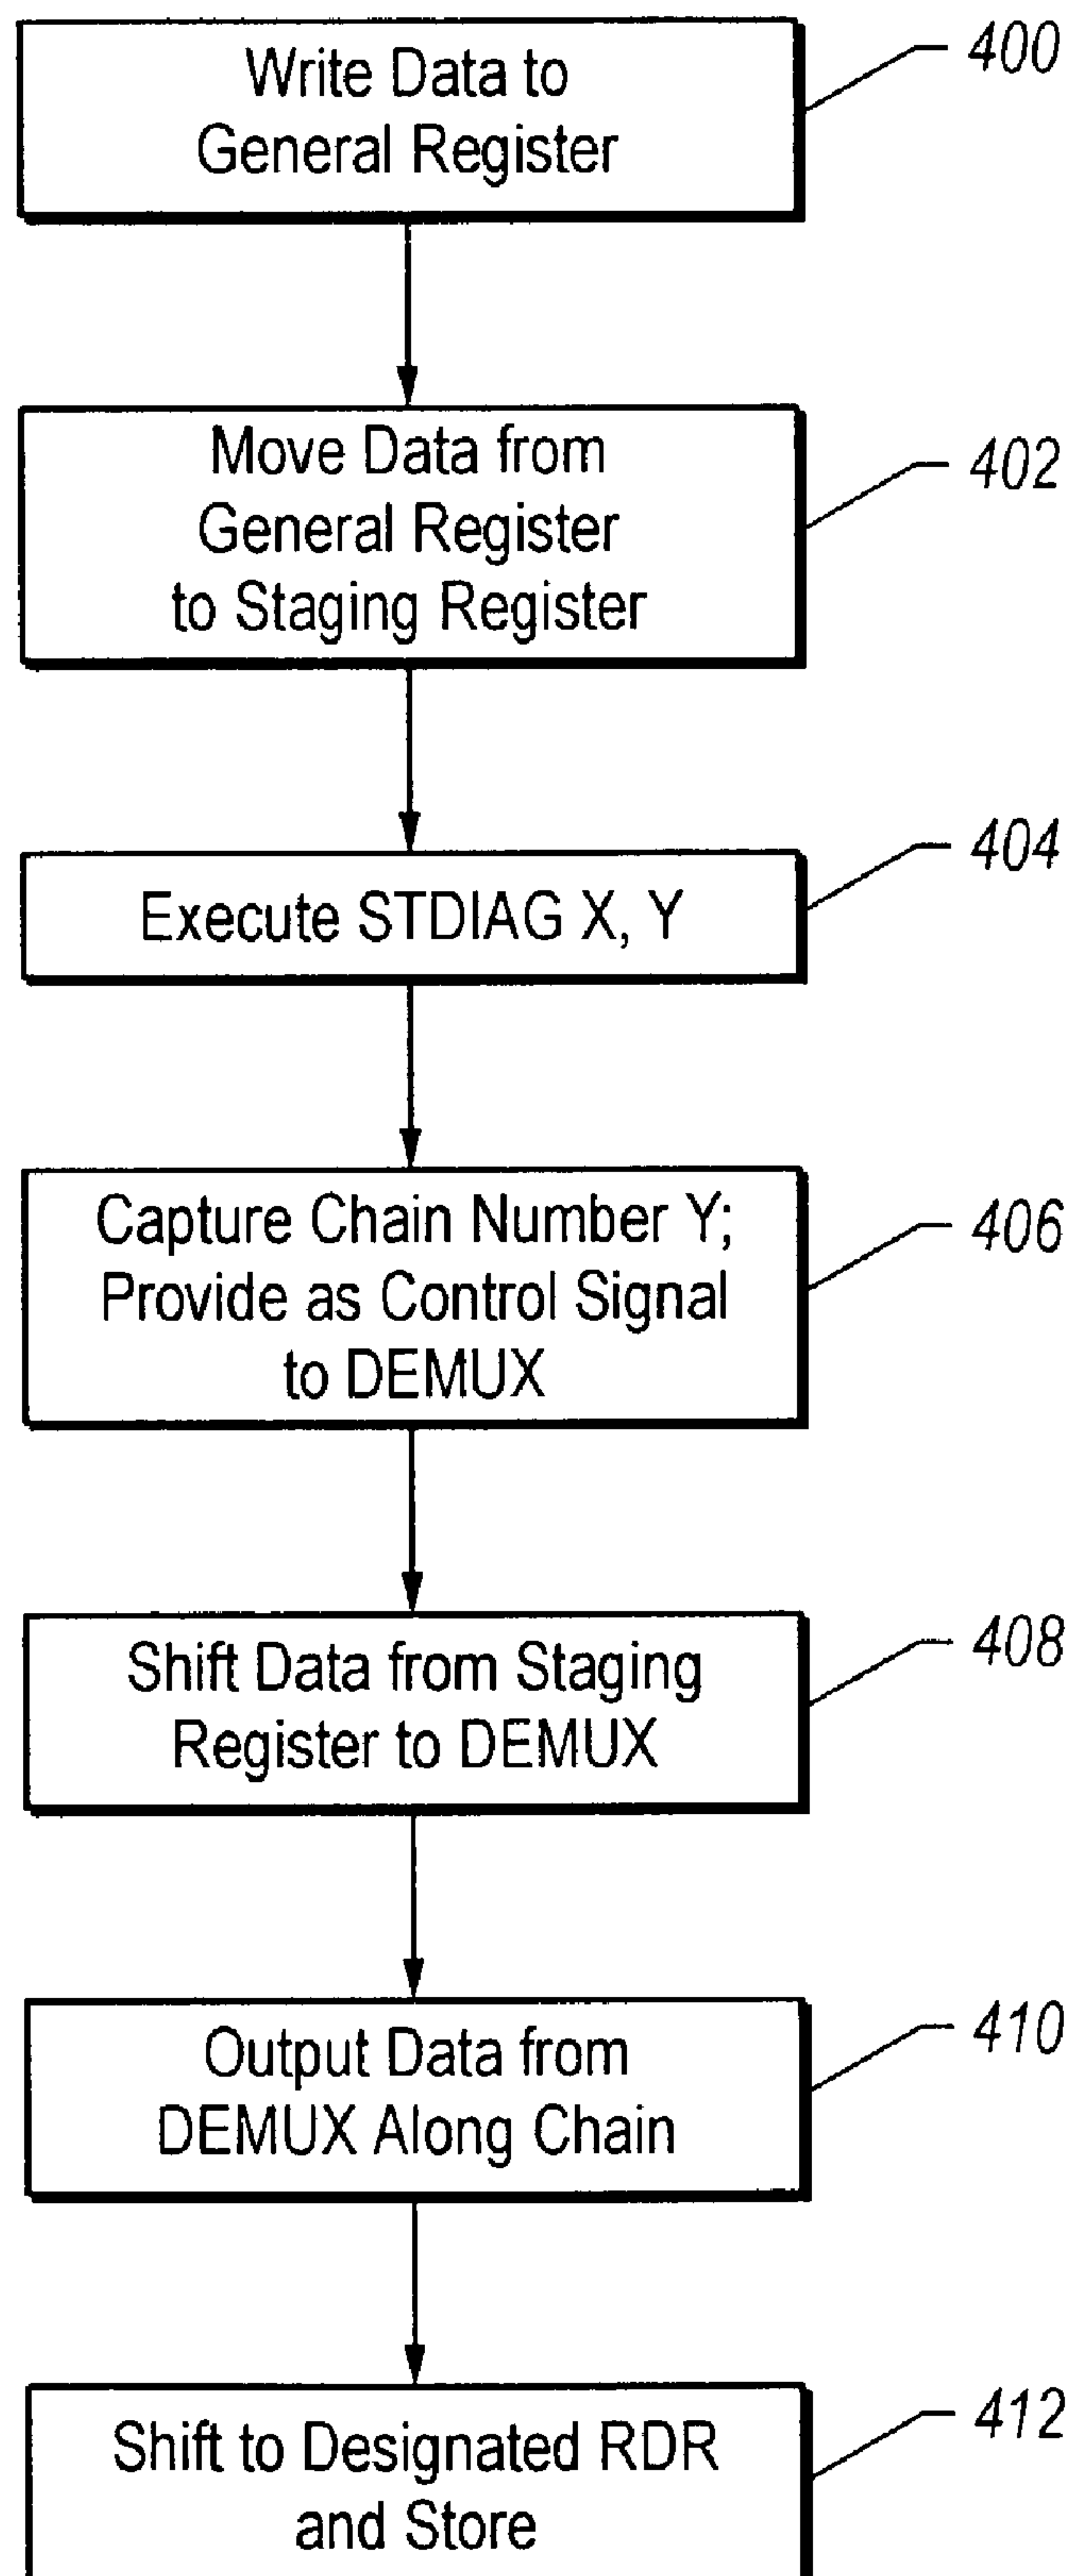 Write Data to
General Register
400
Move Data from
General Register
to Staging Register
402
Execute STDIAG X, Y
404
Capture Chain Number Y;
Provide as Control Signal
to DEMUX
406
Shift Data from Staging
Register to DEMUX
408
Output Data from
DEMUX Along Chain
410
Shift to Designated RDR
and Store
412